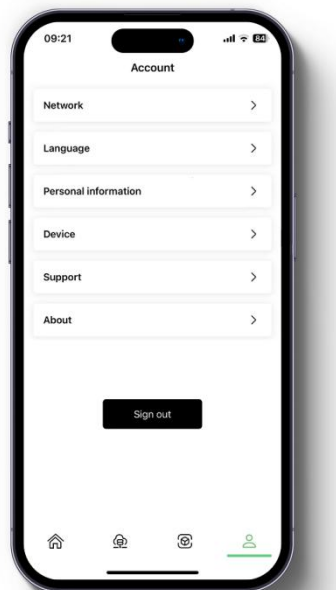 09:21
84
Account
Network
Language
Personal information
Device
Support
About
Sign out